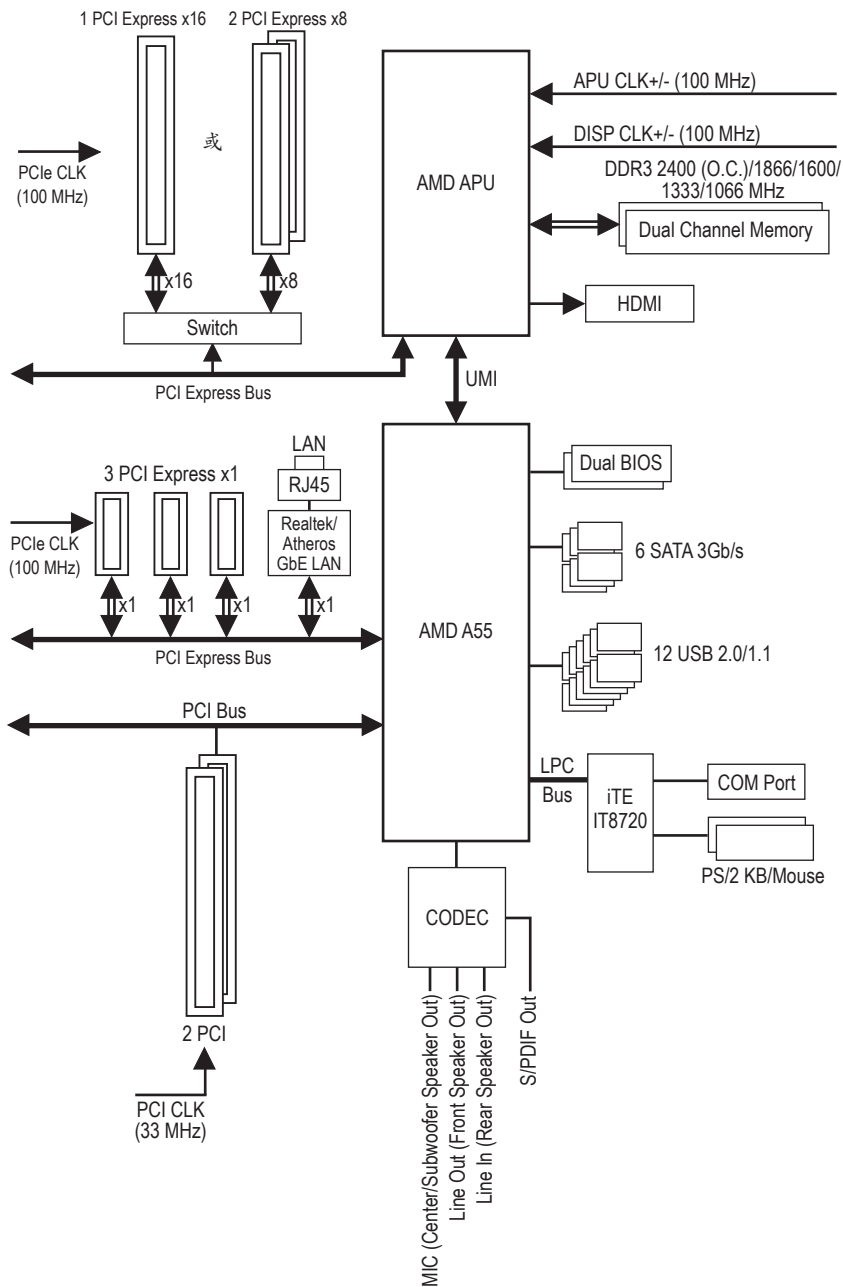 1 PCI Express x16
2 PCI Express x8
或
PCIe CLK
(100 MHz)
x16
x8
Switch
PCI Express Bus
AMD APU
APU CLK+/- (100 MHz)
DISP CLK+/- (100 MHz)
DDR3 2400 (O.C.)/1866/1600/
1333/1066 MHz
Dual Channel Memory
HDMI
UMI
LAN
RJ45
Realtek/
Atheros
GbE LAN
3 PCI Express x1
PCIe CLK
(100 MHz)
x1
x1
x1
x1
PCI Express Bus
AMD A55
Dual BIOS
6 SATA 3Gb/s
12 USB 2.0/1.1
PCI Bus
LPC
Bus
iTE
IT8720
COM Port
PS/2 KB/Mouse
CODEC
2 PCI
PCI CLK
(33 MHz)
MIC (Center/Subwoofer Speaker Out)
Line Out (Front Speaker Out)
Line In (Rear Speaker Out)
S/PDIF Out